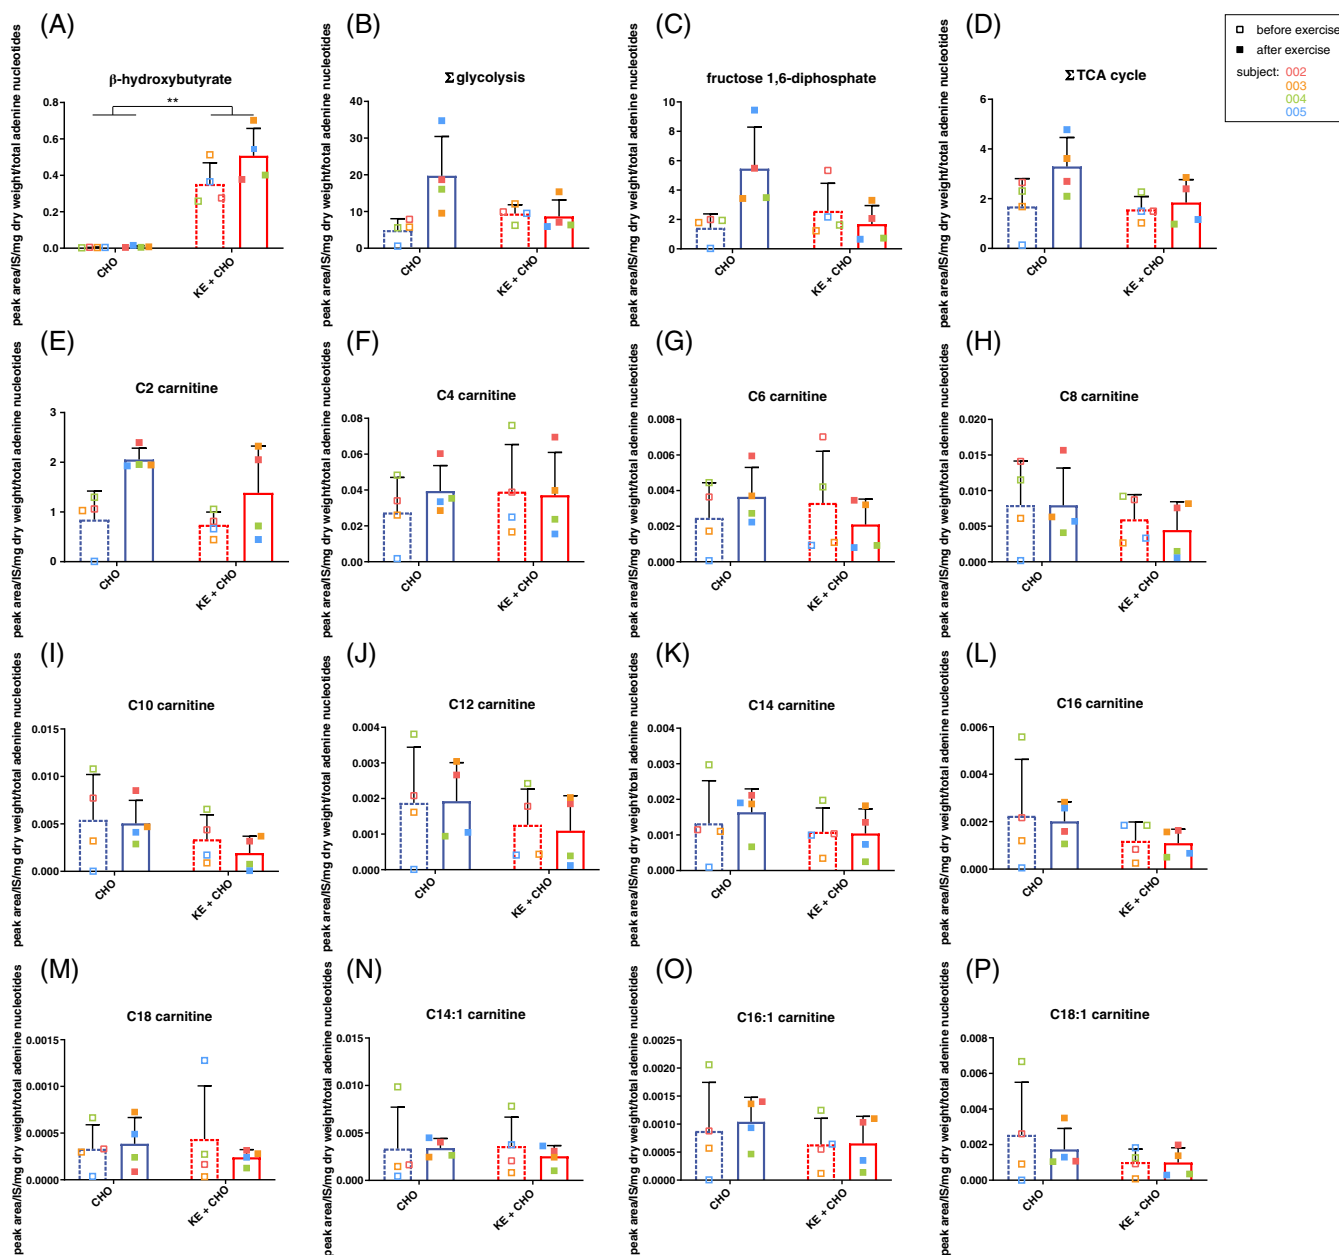 (A)
(B)
(C)
(D)
before exercise
after exercise
subject: 002
003
004
005
peak area/IS/mg dry weight/total adenine nucleotides
β-hydroxybutyrate
**
0.8
0.6
0.4
0.2
0.0
CHO
KE + CHO
peak area/IS/mg dry weight/total adenine nucleotides
Σglycolysis
40
30
20
10
0
CHO
KE + CHO
peak area/IS/mg dry weight/total adenine nucleotides
fructose 1,6-diphosphate
10
8
6
4
2
0
CHO
KE + CHO
peak area/IS/mg dry weight/total adenine nucleotides
ΣTCA cycle
6
4
2
0
CHO
KE + CHO
(E)
(F)
(G)
(H)
peak area/IS/mg dry weight/total adenine nucleotides
C2 carnitine
3
2
1
0
CHO
KE + CHO
peak area/IS/mg dry weight/total adenine nucleotides
C4 carnitine
0.08
0.06
0.04
0.02
0.00
CHO
KE + CHO
peak area/IS/mg dry weight/total adenine nucleotides
C6 carnitine
0.008
0.006
0.004
0.002
0.000
CHO
KE + CHO
peak area/IS/mg dry weight/total adenine nucleotides
C8 carnitine
0.020
0.015
0.010
0.005
0.000
CHO
KE + CHO
(I)
(J)
(K)
(L)
peak area/IS/mg dry weight/total adenine nucleotides
C10 carnitine
0.015
0.010
0.005
0.000
CHO
KE + CHO
peak area/IS/mg dry weight/total adenine nucleotides
C12 carnitine
0.004
0.003
0.002
0.001
0.000
CHO
KE + CHO
peak area/IS/mg dry weight/total adenine nucleotides
C14 carnitine
0.004
0.003
0.002
0.001
0.000
CHO
KE + CHO
peak area/IS/mg dry weight/total adenine nucleotides
C16 carnitine
0.006
0.004
0.002
0.000
CHO
KE + CHO
(M)
(N)
(O)
(P)
peak area/IS/mg dry weight/total adenine nucleotides
C18 carnitine
0.0015
0.0010
0.0005
0.0000
CHO
KE + CHO
peak area/IS/mg dry weight/total adenine nucleotides
C14:1 carnitine
0.015
0.010
0.005
0.000
CHO
KE + CHO
peak area/IS/mg dry weight/total adenine nucleotides
C16:1 carnitine
0.0025
0.0020
0.0015
0.0010
0.0005
0.0000
CHO
KE + CHO
peak area/IS/mg dry weight/total adenine nucleotides
C18:1 carnitine
0.008
0.006
0.004
0.002
0.000
CHO
KE + CHO